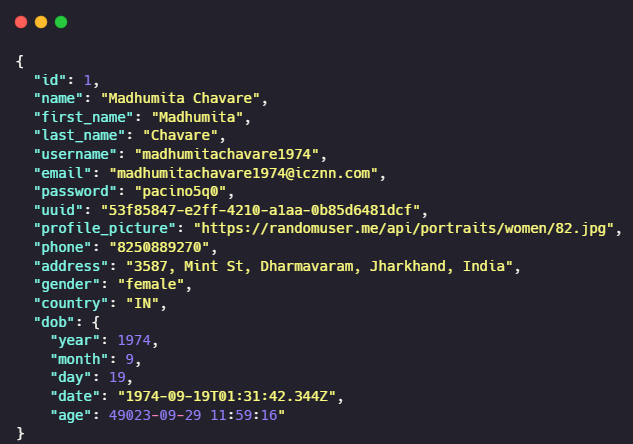 {
  "id": 1,
  "name": "Madhumita Chavare",
  "first_name": "Madhumita",
  "last_name": "Chavare",
  "username": "madhumitachavare1974",
  "email": "madhumitachavare1974@icznn.com",
  "password": "pacino5q0",
  "uuid": "53f85847-e2ff-4210-a1aa-0b85d6481dcf",
  "profile_picture": "https://randomuser.me/api/portraits/women/82.jpg",
  "phone": "8250889270",
  "address": "3587, Mint St, Dharmavaram, Jharkhand, India",
  "gender": "female",
  "country": "IN",
  "dob": {
    "year": 1974,
    "month": 9,
    "day": 19,
    "date": "1974-09-19T01:31:42.344Z",
    "age": 49023-09-29 11:59:16"
}